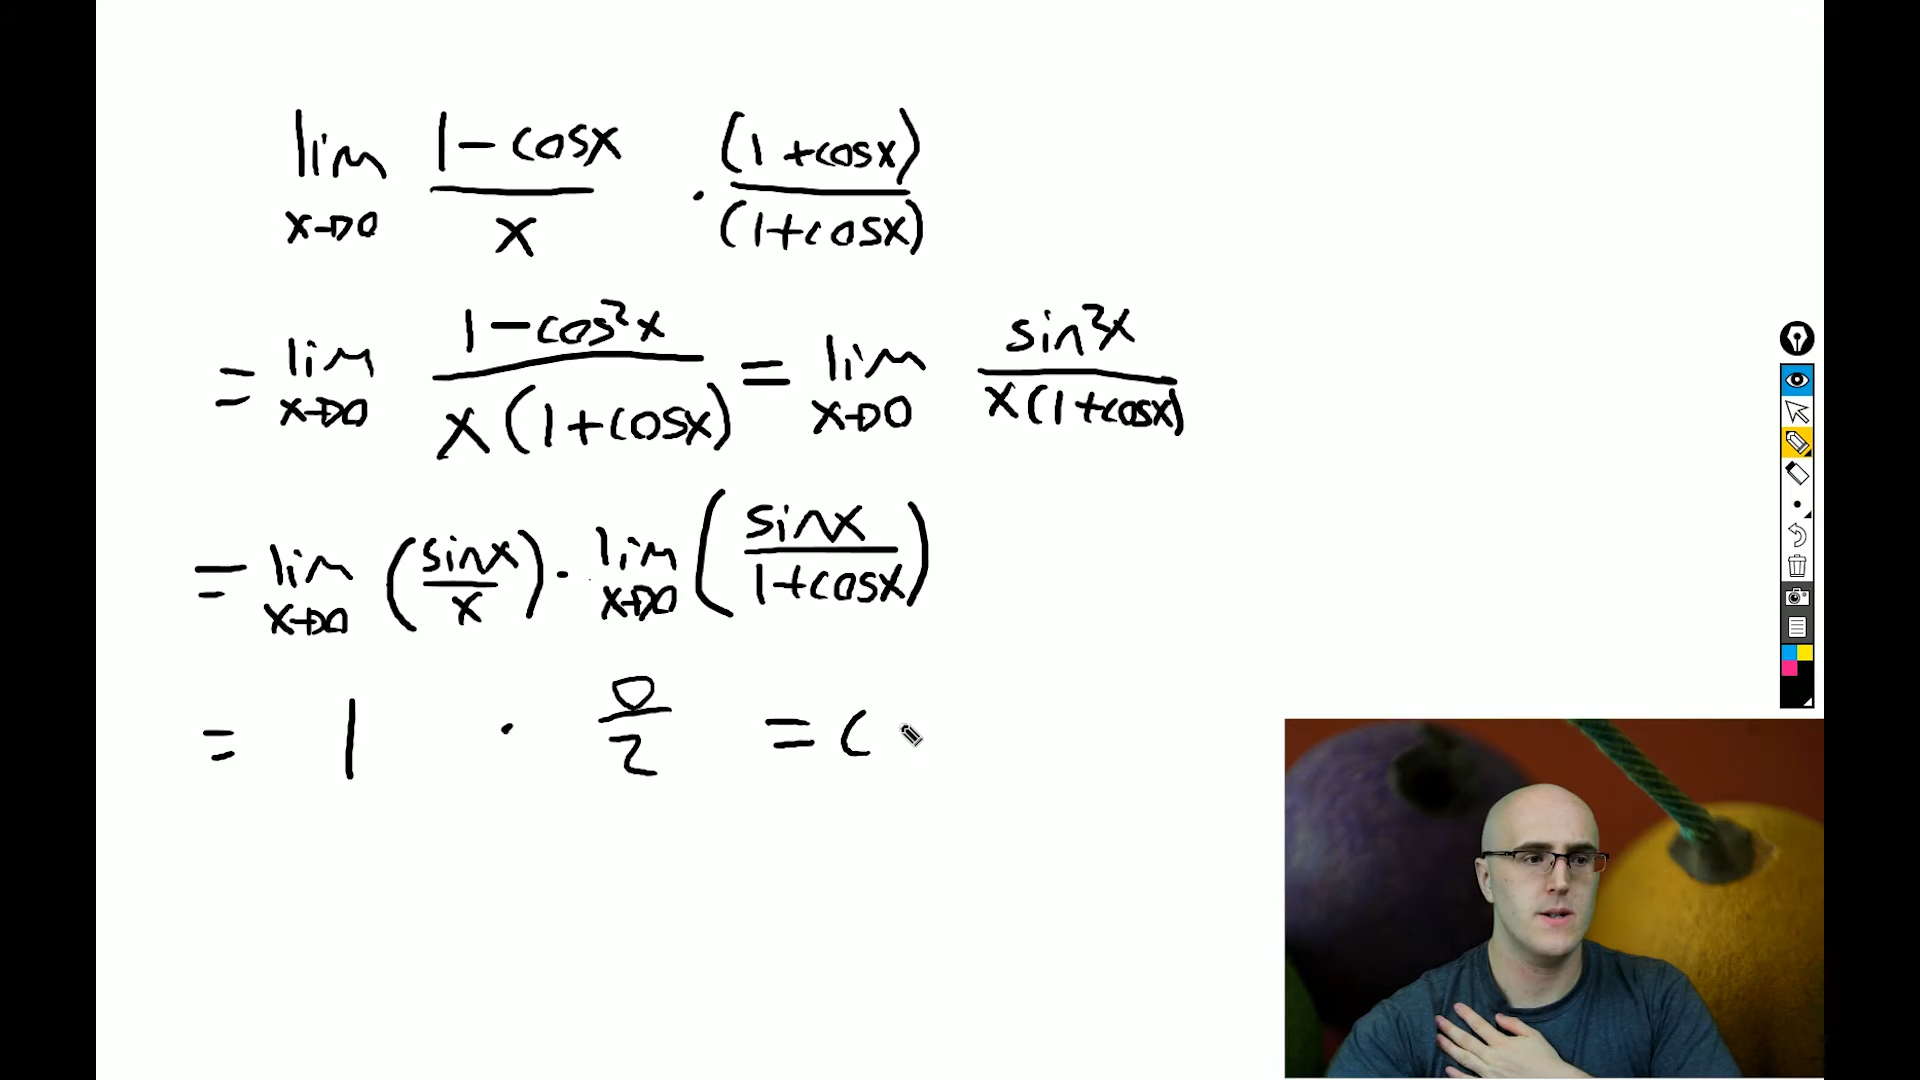 lim x→0 1-cosx/x · (1+cosx)/(1+cosx)
= lim x→0 1-cos²x/x(1+cosx) = lim x→0 sin²x/x(1+cosx)
= lim x→0 (sinx/x) · lim x→0 (sinx/1+cosx)
= 1 · 0/2 = (